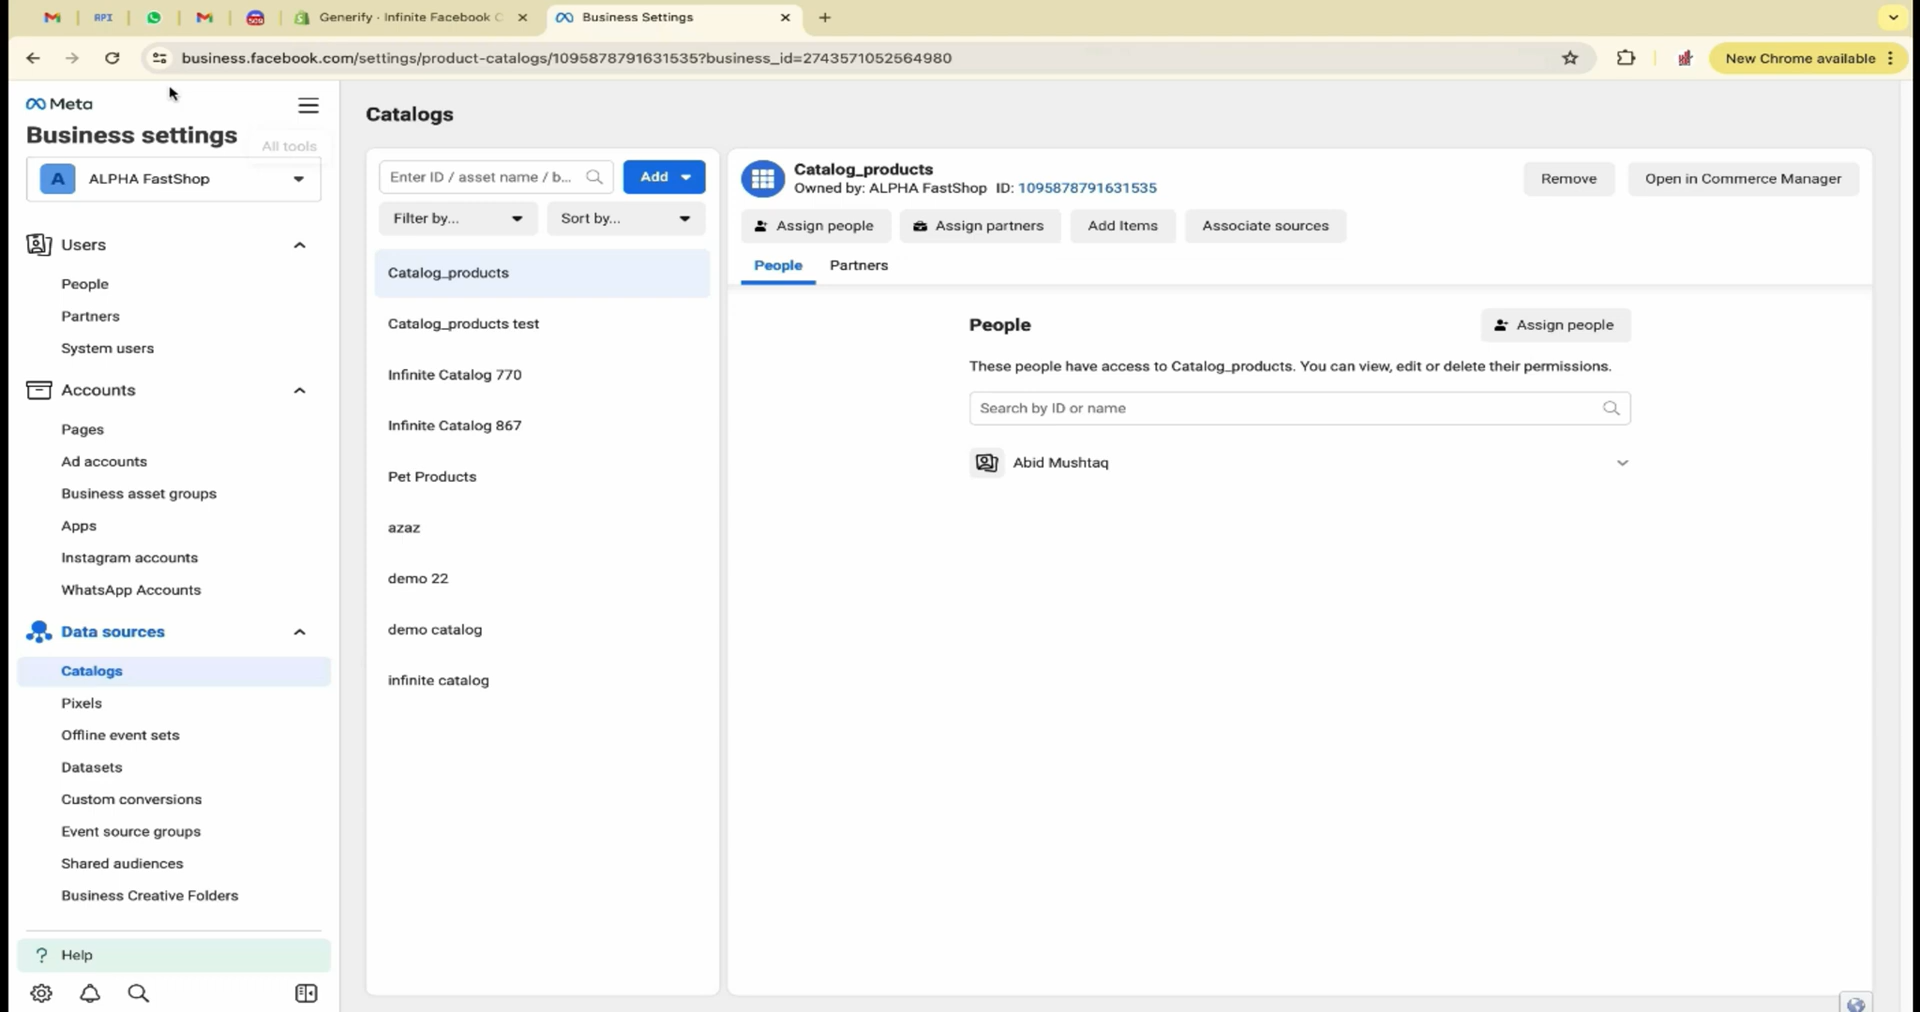 API
Generify · Infinite Facebook C
Business Settings
business.facebook.com/settings/product-catalogs/1095878791631535?business_id=2743571052564980
New Chrome available
Meta
Business settings
All tools
A
ALPHA FastShop
Users
People
Partners
System users
Accounts
Pages
Ad accounts
Business asset groups
Apps
Instagram accounts
WhatsApp Accounts
Data sources
Catalogs
Pixels
Offline event sets
Datasets
Custom conversions
Event source groups
Shared audiences
Business Creative Folders
? Help
Catalogs
Enter ID / asset name / b...
Add
Filter by...
Sort by...
Catalog_products
Catalog_products test
Infinite Catalog 770
Infinite Catalog 867
Pet Products
azaz
demo 22
demo catalog
infinite catalog
Catalog_products
Owned by: ALPHA FastShop ID: 1095878791631535
Remove
Open in Commerce Manager
Assign people
Assign partners
Add Items
Associate sources
People
Partners
People
Assign people
These people have access to Catalog_products. You can view, edit or delete their permissions.
Search by ID or name
Abid Mushtaq